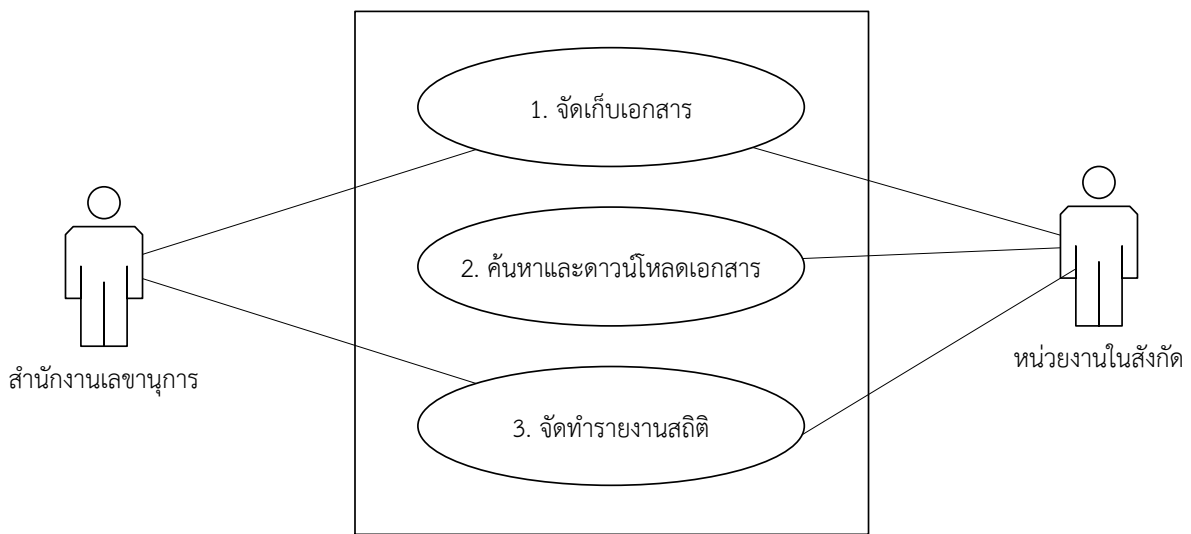 1. จัดเก็บเอกสาร
2. ค้นหาและดาวน์โหลดเอกสาร
สำนักงานเลขานุการ
หน่วยงานในสังกัด
3. จัดทำรายงานสถิติ